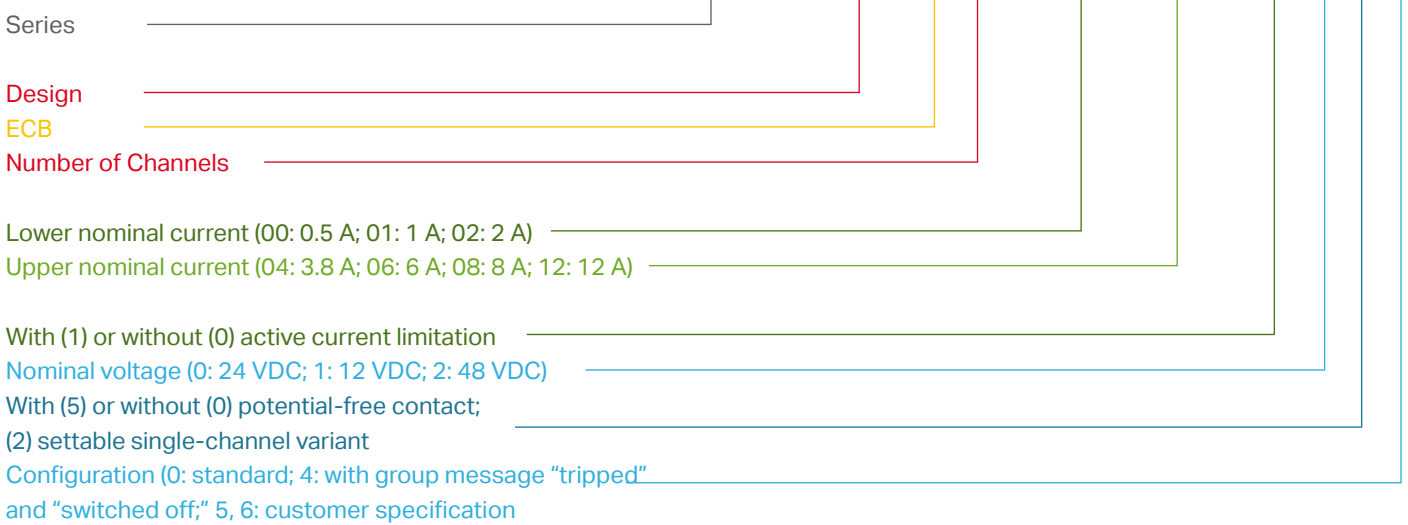 Series
Design
ECB
Number of Channels
Lower nominal current (00: 0.5 A; 01: 1 A; 02: 2 A)
Upper nominal current (04: 3.8 A; 06: 6 A; 08: 8 A; 12: 12 A)
With (1) or without (0) active current limitation
Nominal voltage (0: 24 VDC; 1: 12 VDC; 2: 48 VDC)
With (5) or without (0) potential-free contact;
(2) settable single-channel variant
Configuration (0: standard; 4: with group message “tripped”
and “switched off;” 5, 6: customer specification